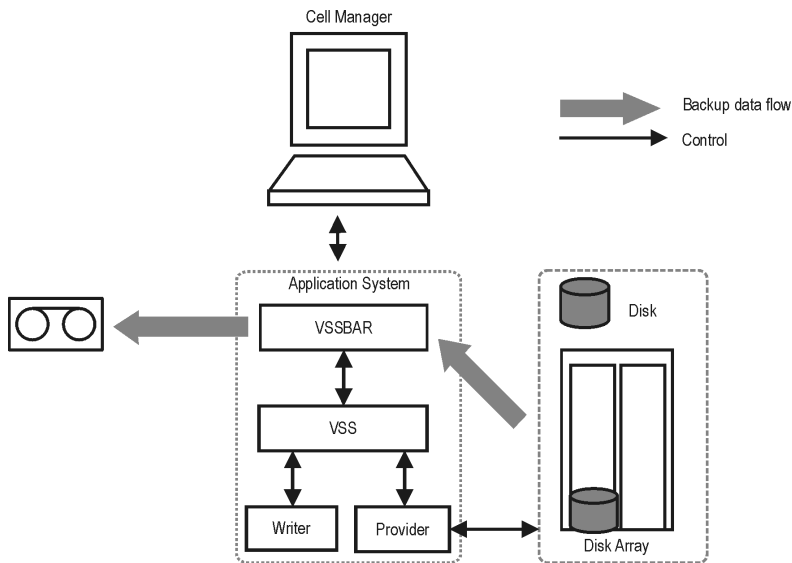 Cell Manager
Backup data flow
Control
Application System
VSSBAR
Disk
VSS
Writer
Provider
Disk Array